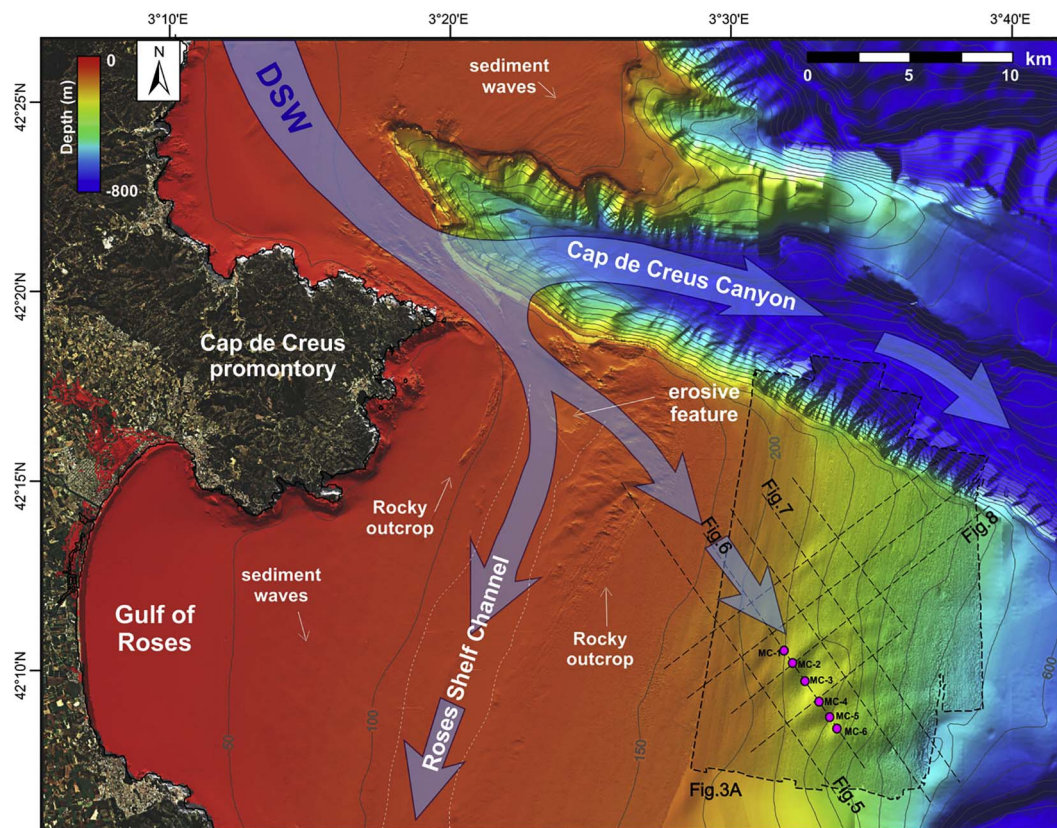 3°10'E
3°20'E
3°30'E
3°40'E
42°25'N
42°20'N
42°15'N
42°10'N
0
Depth (m)
-800
N
DSW
sediment
waves
km
0
5
10
Cap de Creus Canyon
Cap de Creus
promontory
erosive
feature
200
Fig.7
Fig.6
Fig.8
Rocky
outcrop
sediment
waves
Gulf of
Roses
Roses Shelf Channel
Rocky
outcrop
MC-1
MC-2
MC-3
MC-4
MC-5
MC-6
600
50
100
150
Fig.3A
Fig.5